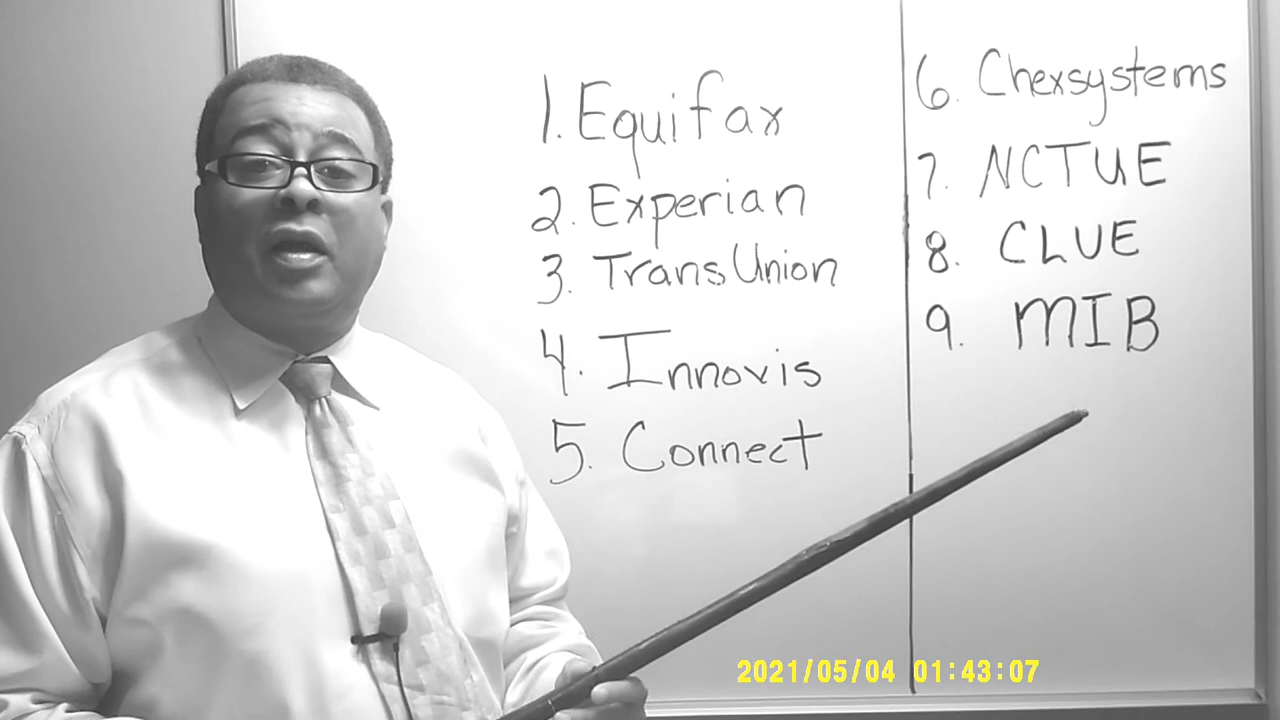 1. Equifax
2. Experian
3. TransUnion
4. Innovis
5. Connect
6. Chexsystems
7. NCTUE
8. CLUE
9. MIB
2021/05/04 01:43:07